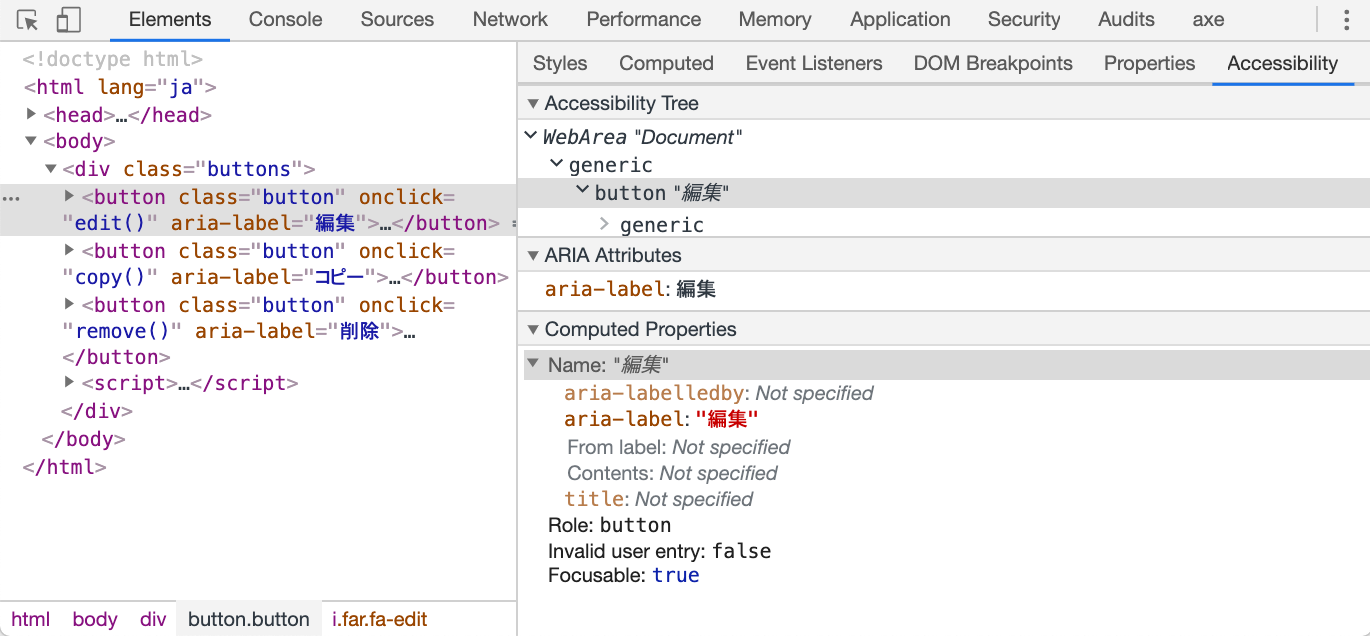 Elements Console Sources Network Performance Memory Application Security Audits axe
<!doctype html>
<html lang="ja">
<head>…</head>
<body>
<div class="buttons">
<button class="button" onclick=
"edit()" aria-label="編集">…</button> =
<button class="button" onclick=
"copy()" aria-label="コピー">…</button>
<button class="button" onclick=
"remove()" aria-label="削除">…
</button>
<script>…</script>
</div>
</body>
</html>
html body div button.button i.far.fa-edit
Styles Computed Event Listeners DOM Breakpoints Properties Accessibility
Accessibility Tree
WebArea "Document"
generic
button "編集"
generic
ARIA Attributes
aria-label: 編集
Computed Properties
Name: "編集"
aria-labelledby: Not specified
aria-label: "編集"
From label: Not specified
Contents: Not specified
title: Not specified
Role: button
Invalid user entry: false
Focusable: true